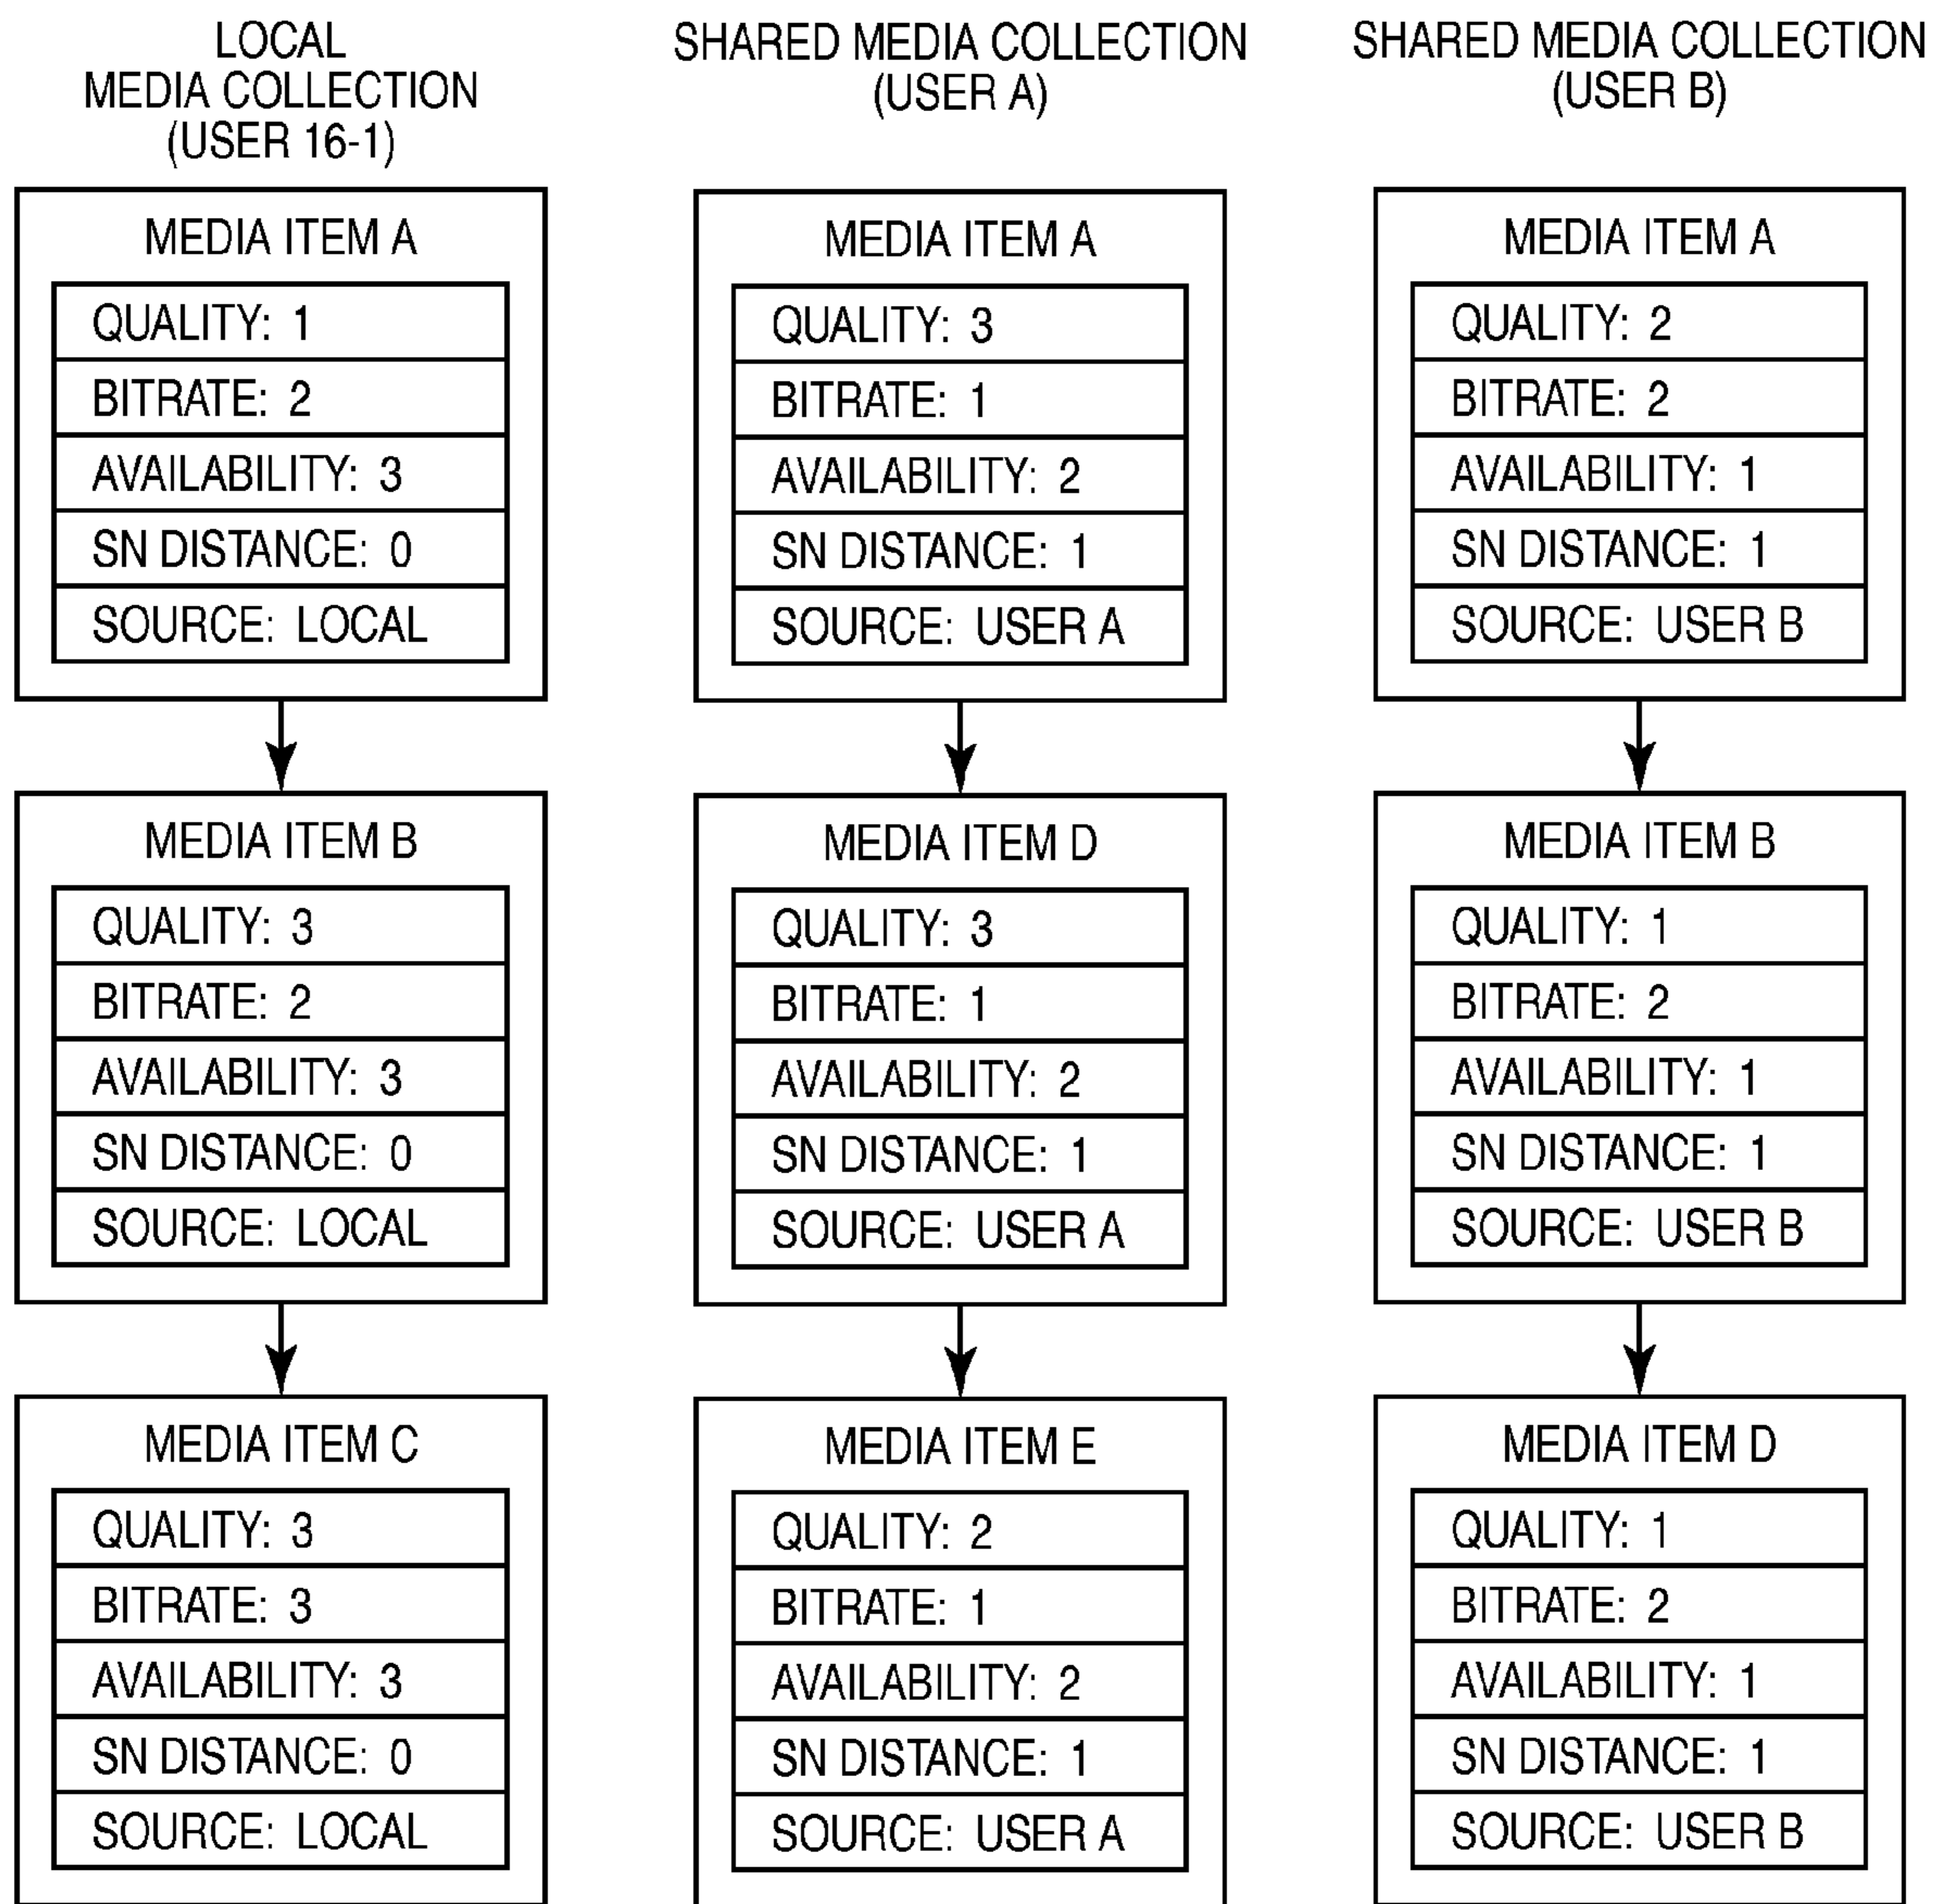 LOCAL
MEDIA COLLECTION
(USER 16-1)
MEDIA ITEM A
QUALITY: 1
BITRATE: 2
AVAILABILITY: 3
SN DISTANCE: 0
SOURCE: LOCAL
MEDIA ITEM B
QUALITY: 3
BITRATE: 2
AVAILABILITY: 3
SN DISTANCE: 0
SOURCE: LOCAL
MEDIA ITEM C
QUALITY: 3
BITRATE: 3
AVAILABILITY: 3
SN DISTANCE: 0
SOURCE: LOCAL
SHARED MEDIA COLLECTION
(USER A)
MEDIA ITEM A
QUALITY: 3
BITRATE: 1
AVAILABILITY: 2
SN DISTANCE: 1
SOURCE: USER A
MEDIA ITEM D
QUALITY: 3
BITRATE: 1
AVAILABILITY: 2
SN DISTANCE: 1
SOURCE: USER A
MEDIA ITEM E
QUALITY: 2
BITRATE: 1
AVAILABILITY: 2
SN DISTANCE: 1
SOURCE: USER A
SHARED MEDIA COLLECTION
(USER B)
MEDIA ITEM A
QUALITY: 2
BITRATE: 2
AVAILABILITY: 1
SN DISTANCE: 1
SOURCE: USER B
MEDIA ITEM B
QUALITY: 1
BITRATE: 2
AVAILABILITY: 1
SN DISTANCE: 1
SOURCE: USER B
MEDIA ITEM D
QUALITY: 1
BITRATE: 2
AVAILABILITY: 1
SN DISTANCE: 1
SOURCE: USER B